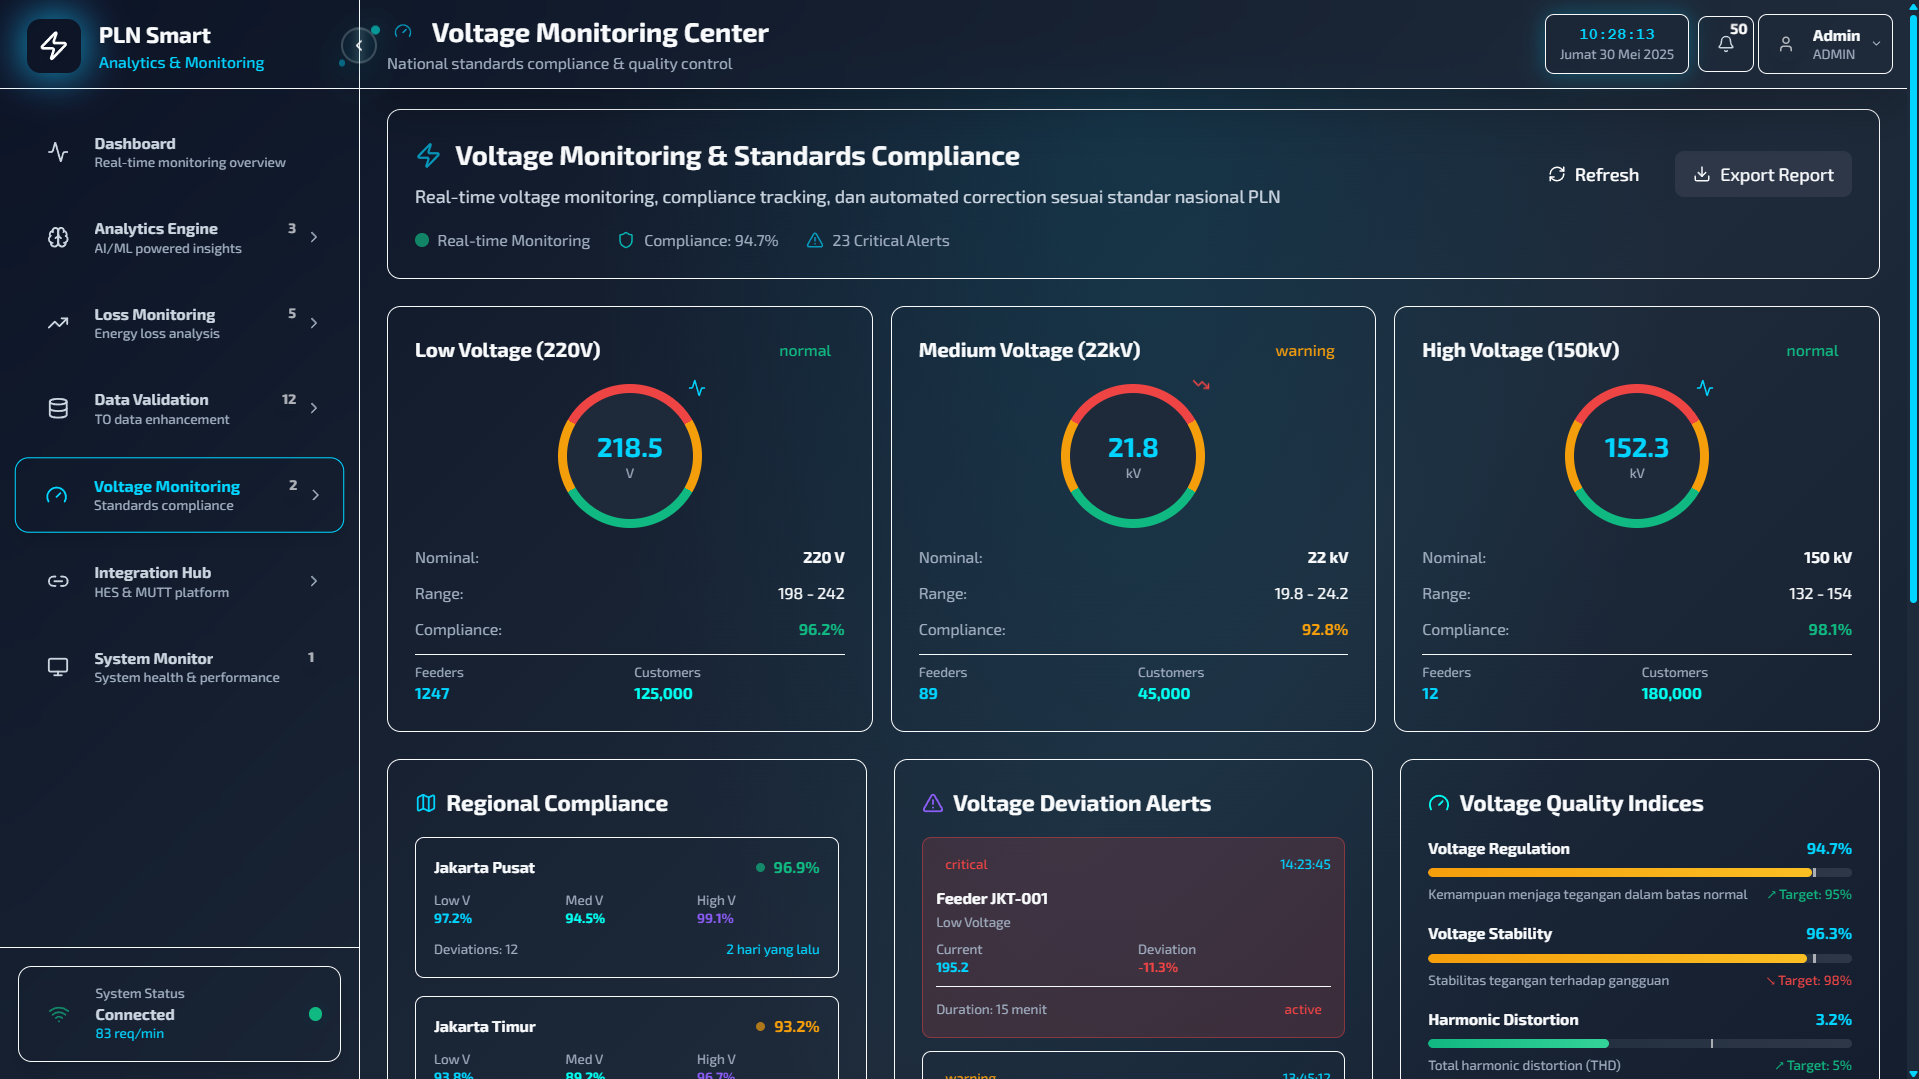 PLN Smart
Analytics & Monitoring
Dashboard
Real-time monitoring overview
Analytics Engine
3
AI/ML powered insights
Loss Monitoring
5
Energy loss analysis
Data Validation
12
TO data enhancement
Voltage Monitoring
2
Standards compliance
Integration Hub
HES & MUTT platform
System Monitor
1
System health & performance
System Status
Connected
83 req/min
Voltage Monitoring Center
National standards compliance & quality control
10:28:13
Jumat 30 Mei 2025
50
Admin
ADMIN
Voltage Monitoring & Standards Compliance
Real-time voltage monitoring, compliance tracking, dan automated correction sesuai standar nasional PLN
Real-time Monitoring
Compliance: 94.7%
23 Critical Alerts
Refresh
Export Report
Low Voltage (220V)
normal
218.5
V
Nominal: 220 V
Range: 198 - 242
Compliance: 96.2%
Feeders Customers
1247 125,000
Medium Voltage (22kV)
warning
21.8
kV
Nominal: 22 kV
Range: 19.8 - 24.2
Compliance: 92.8%
Feeders Customers
89 45,000
High Voltage (150kV)
normal
152.3
kV
Nominal: 150 kV
Range: 132 - 154
Compliance: 98.1%
Feeders Customers
12 180,000
Regional Compliance
Jakarta Pusat 96.9%
Low V Med V High V
97.2% 94.5% 99.1%
Deviations: 12 2 hari yang lalu
Jakarta Timur 93.2%
Low V Med V High V
93.8% 89.2% 96.7%
Voltage Deviation Alerts
critical 14:23:45
Feeder JKT-001
Low Voltage
Current Deviation
195.2 -11.3%
Duration: 15 menit active
warning 13:45:12
Voltage Quality Indices
Voltage Regulation 94.7%
Kemampuan menjaga tegangan dalam batas normal ↗ Target: 95%
Voltage Stability 96.3%
Stabilitas tegangan terhadap gangguan ↘ Target: 98%
Harmonic Distortion 3.2%
Total harmonic distortion (THD) ↗ Target: 5%